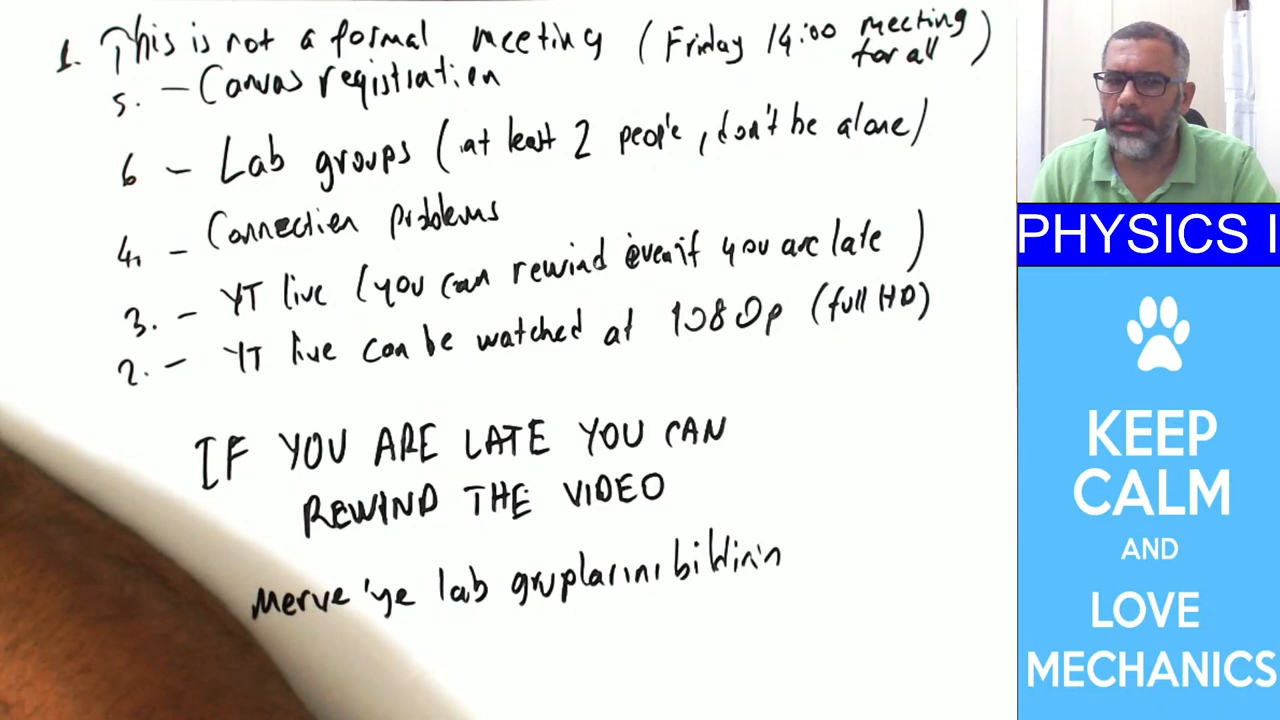 1. This is not a formal meeting (Friday 14:00 meeting for all)
5. - Canvas registration
6 - Lab groups (at least 2 people, don't be alone)
4. - Connection problems
3. - YT live (you can rewind even if you are late)
2. - YT live can be watched at 1080p (full HD)
IF YOU ARE LATE YOU CAN
REWIND THE VIDEO
Merve'ye lab gruplarını bildirin
PHYSICS I
KEEP
CALM
AND
LOVE
MECHANICS